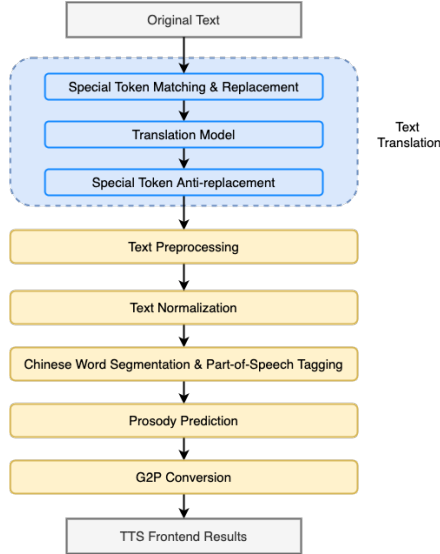 Original Text
Special Token Matching & Replacement
Translation Model
Special Token Anti-replacement
Text
Translation
Text Preprocessing
Text Normalization
Chinese Word Segmentation & Part-of-Speech Tagging
Prosody Prediction
G2P Conversion
TTS Frontend Results